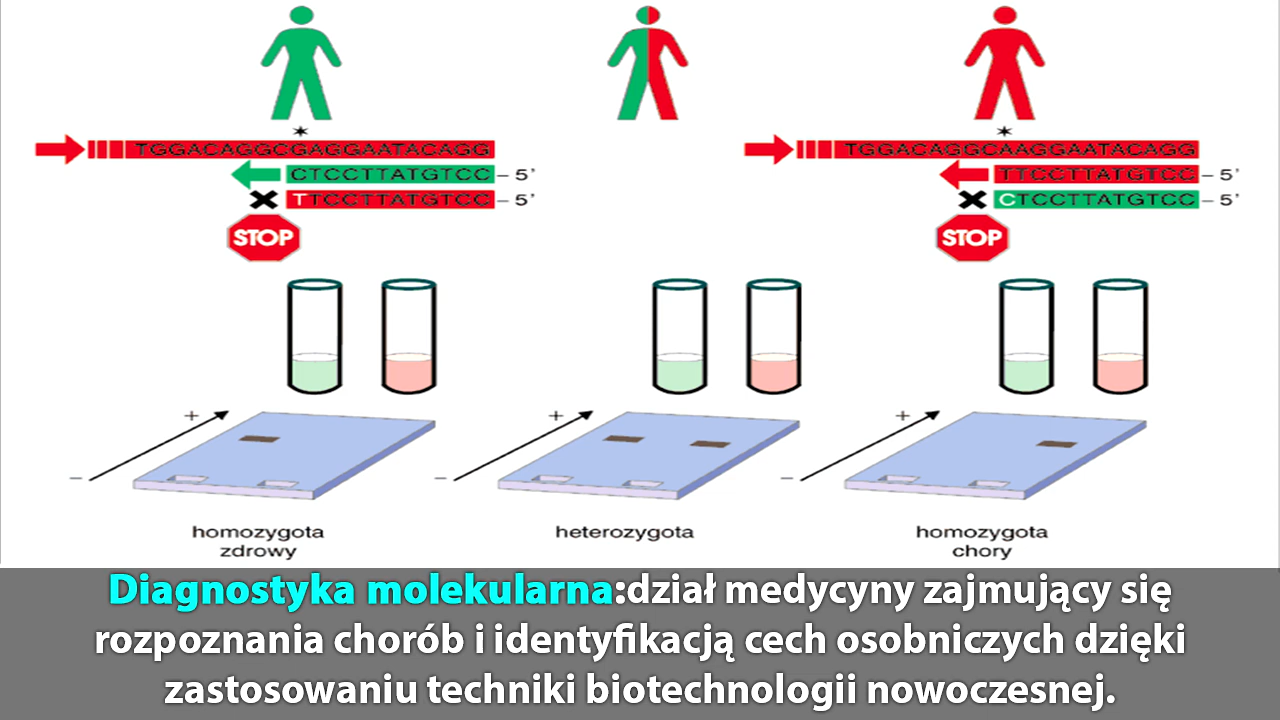 * *
TGGACAGGCGAGGAATACAGG TGGACAGGCAAGGAATACAGG
CTCCTTATGTCC – 5’ TTCCTTATGTCC – 5’
TTCCTTATGTCC – 5’ CTCCTTATGTCC – 5’
STOP STOP
+ + +
– – –
homozygota heterozygota homozygota
zdrowy chory
Diagnostyka molekularna:dział medycyny zajmujący się
rozpoznania chorób i identyfikacją cech osobniczych dzięki
zastosowaniu techniki biotechnologii nowoczesnej.